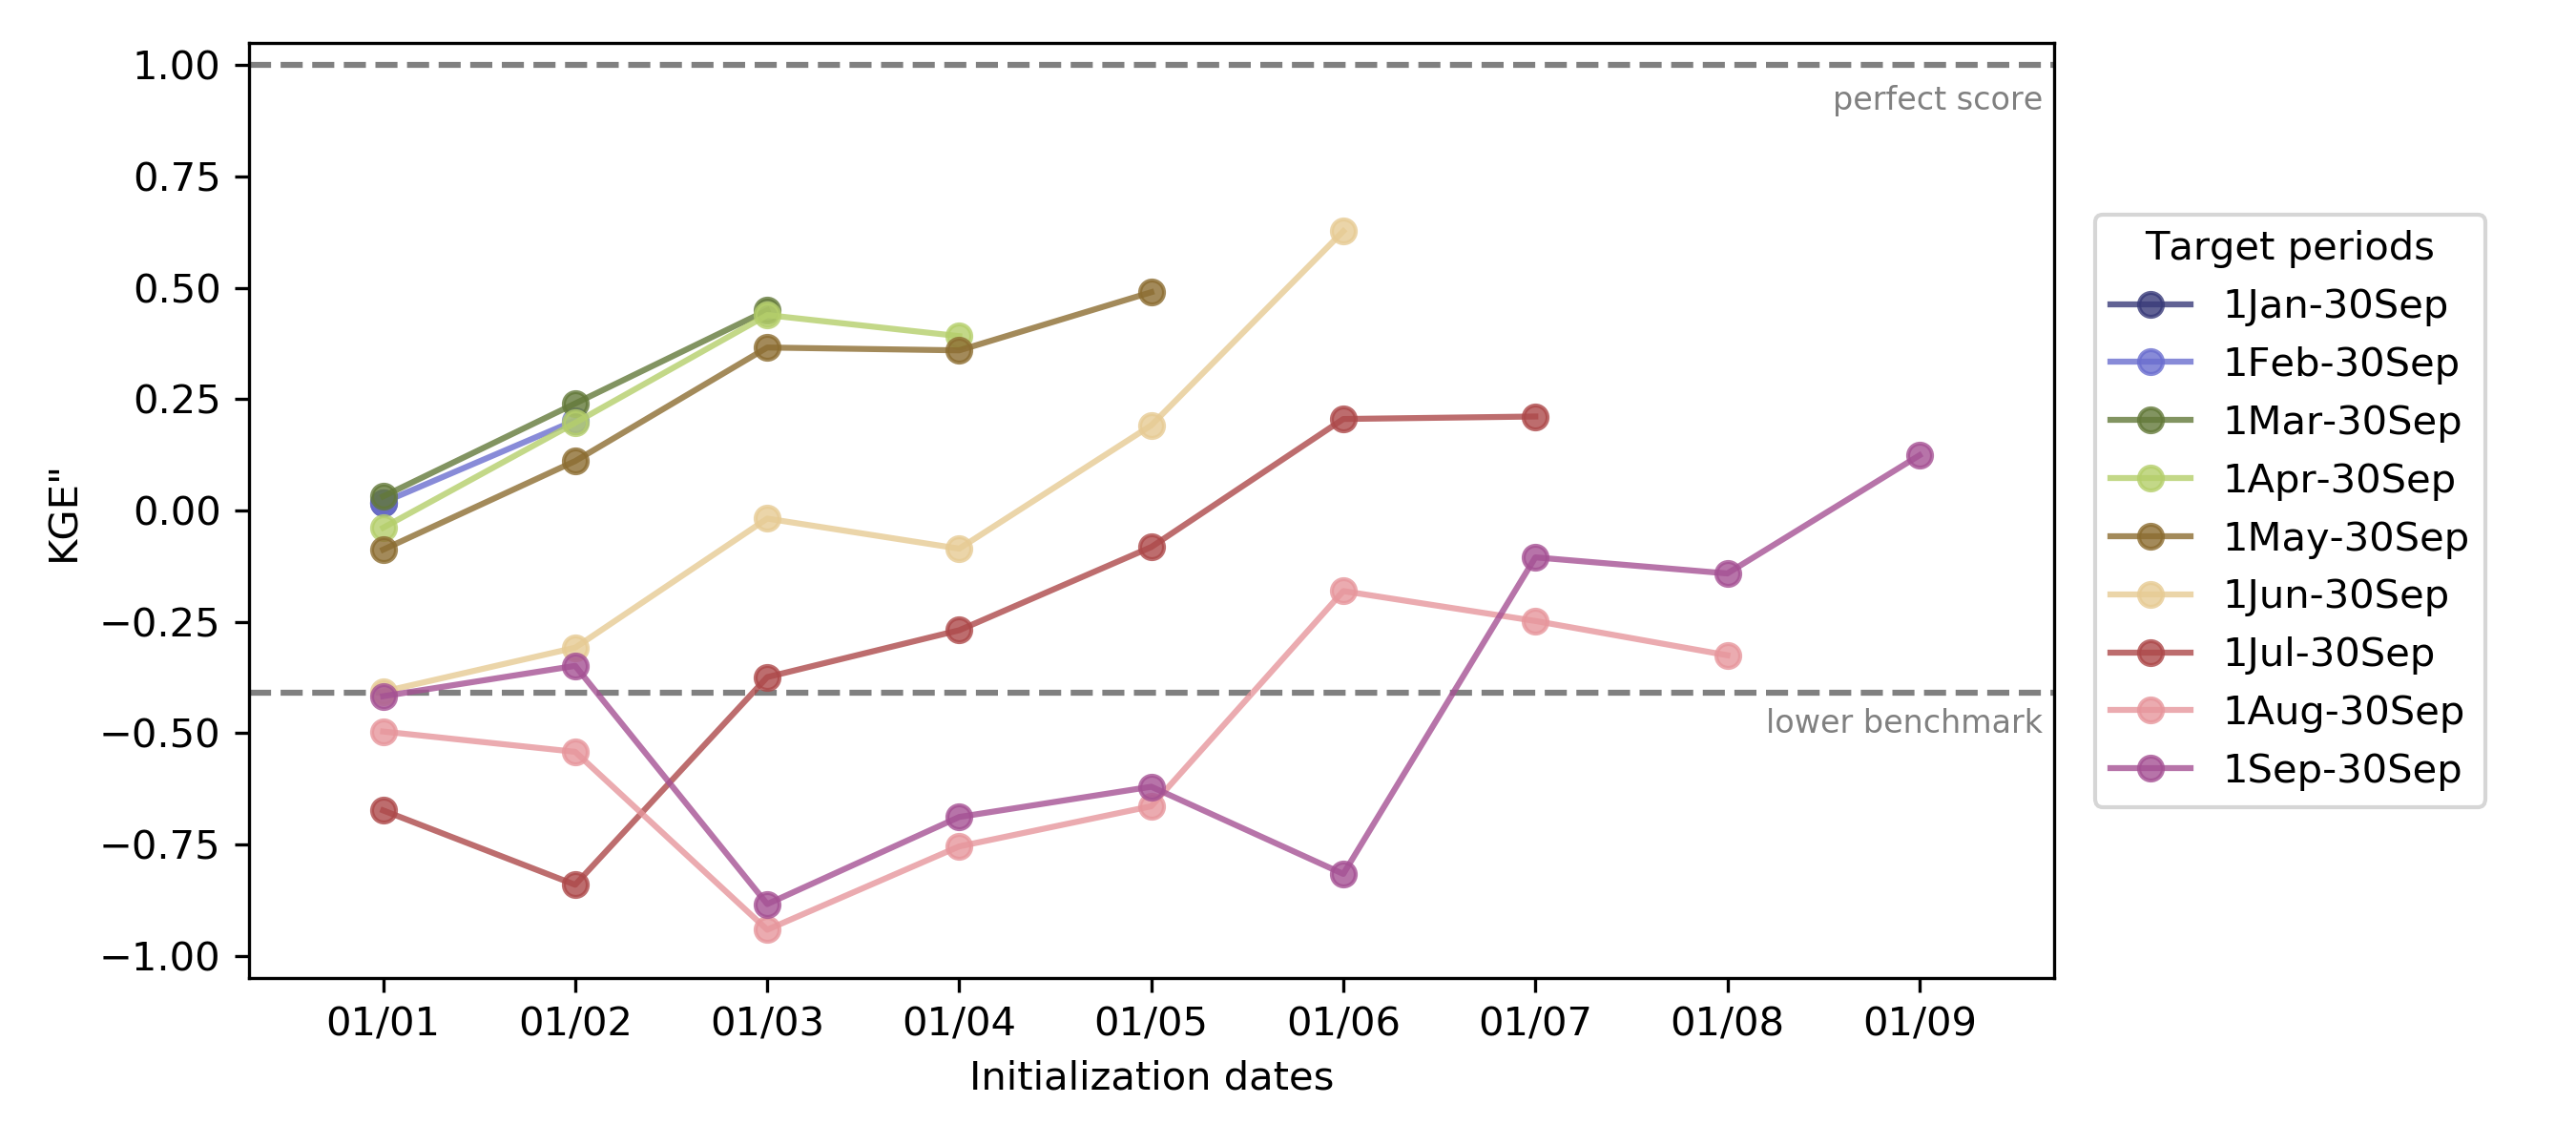 1.00
0.75
0.50
0.25
0.00
−0.25
−0.50
−0.75
−1.00
KGE"
perfect score
lower benchmark
01/01 01/02 01/03 01/04 01/05 01/06 01/07 01/08 01/09
Initialization dates
Target periods
1Jan-30Sep
1Feb-30Sep
1Mar-30Sep
1Apr-30Sep
1May-30Sep
1Jun-30Sep
1Jul-30Sep
1Aug-30Sep
1Sep-30Sep